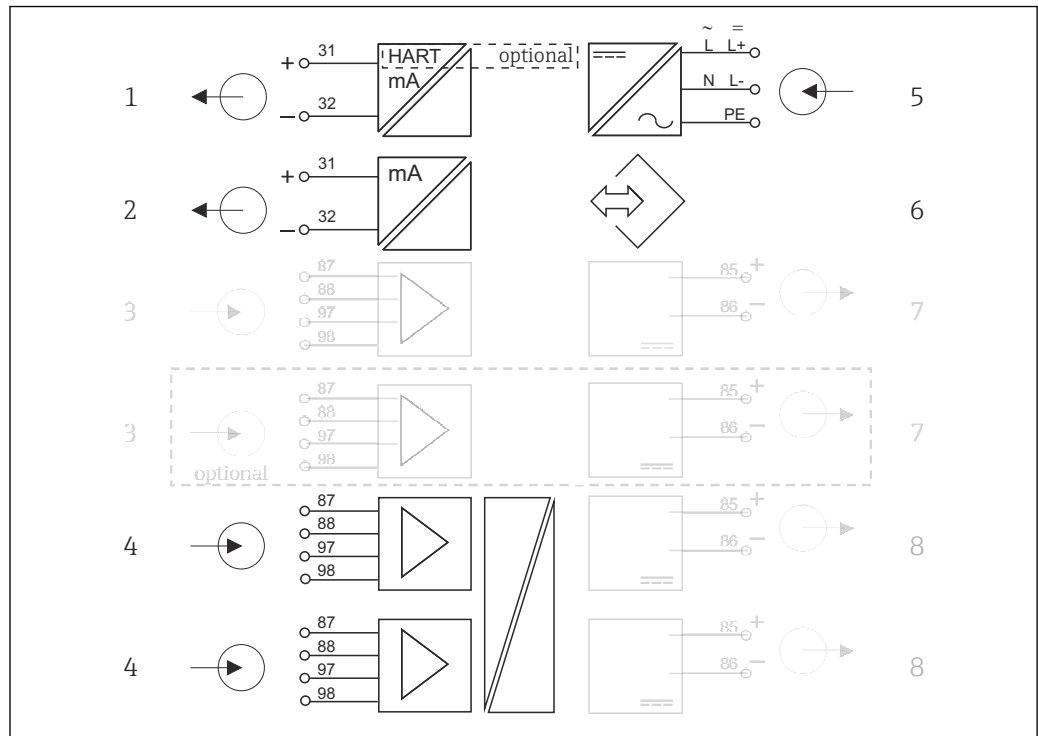 ~ =
1 + 31 HART optional L L+ 5
mA N L-
− 32 PE
2 + 31 mA 6
− 32
3 87 85 + 7
88
97 86 −
98
3 87 85 + 7
88
97 86 −
98
optional
4 87 85 + 8
88
97 86 −
98
4 87 85 + 8
88
97 86 −
98